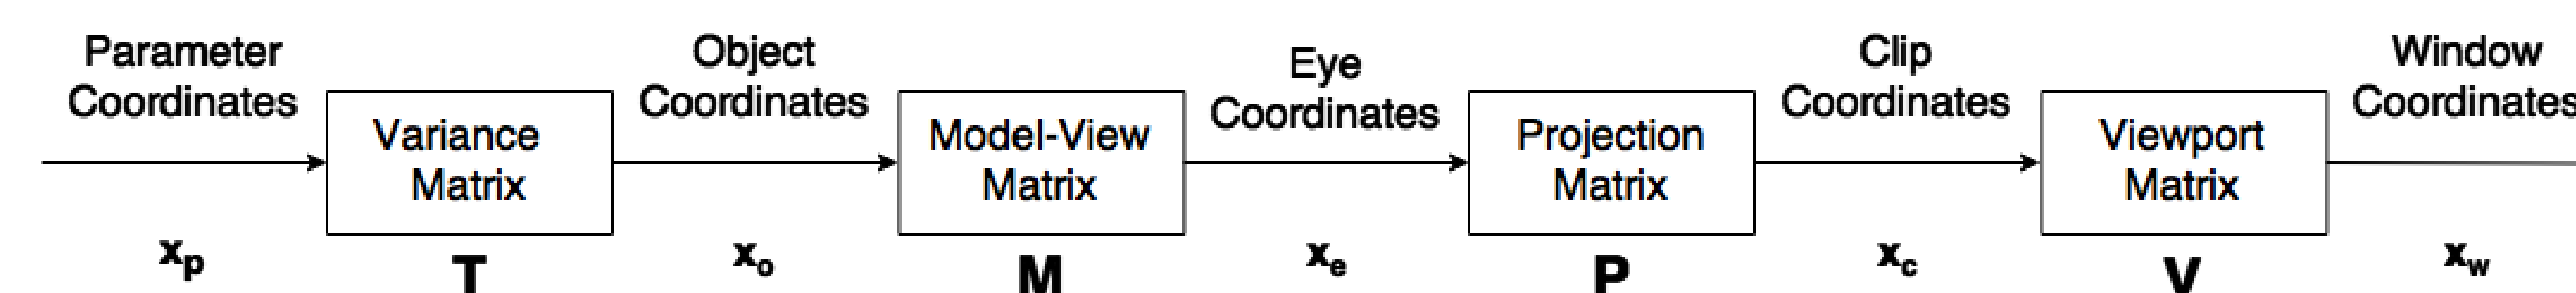 Parameter
Coordinates
Variance
Matrix
Object
Coordinates
Model-View
Matrix
Eye
Coordinates
Projection
Matrix
Clip
Coordinates
Viewport
Matrix
Window
Coordinates
xp
T
xo
M
xe
P
xc
V
xw